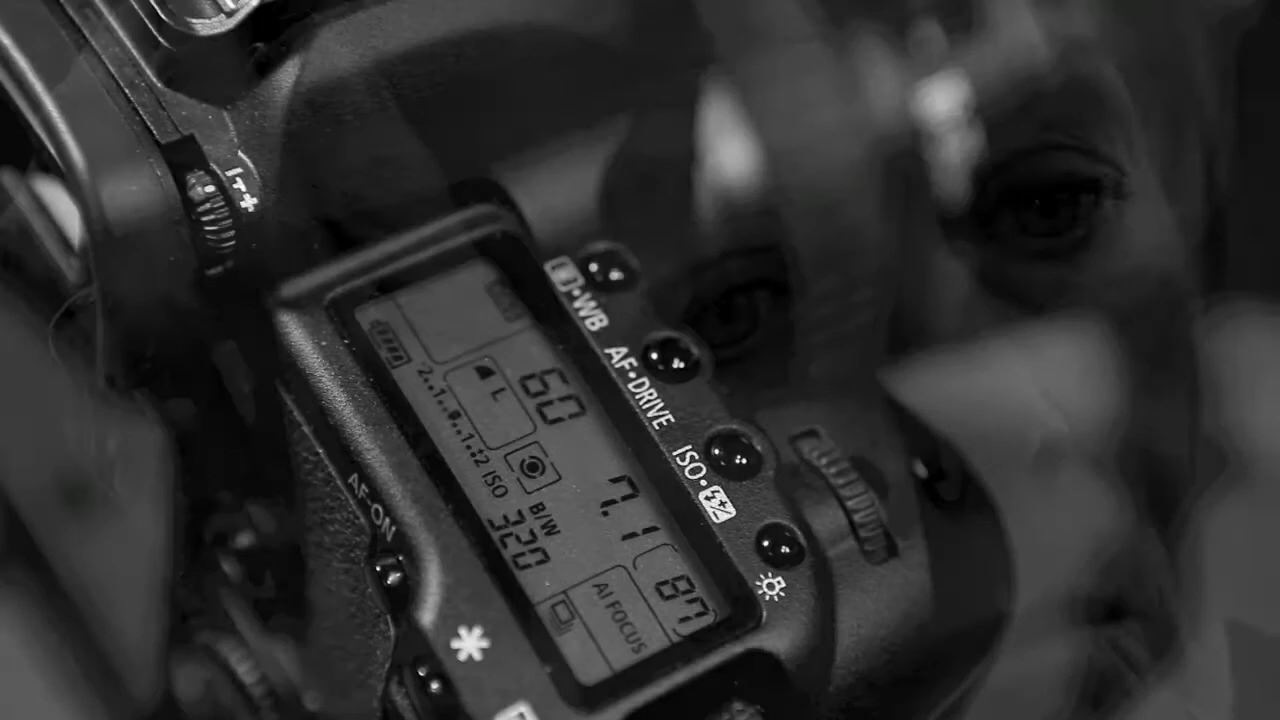 WB
AF•DRIVE
ISO•
60
7.1
87
L
2..1..0..1.:2
ISO
320
B/W
AI FOCUS
AF-ON